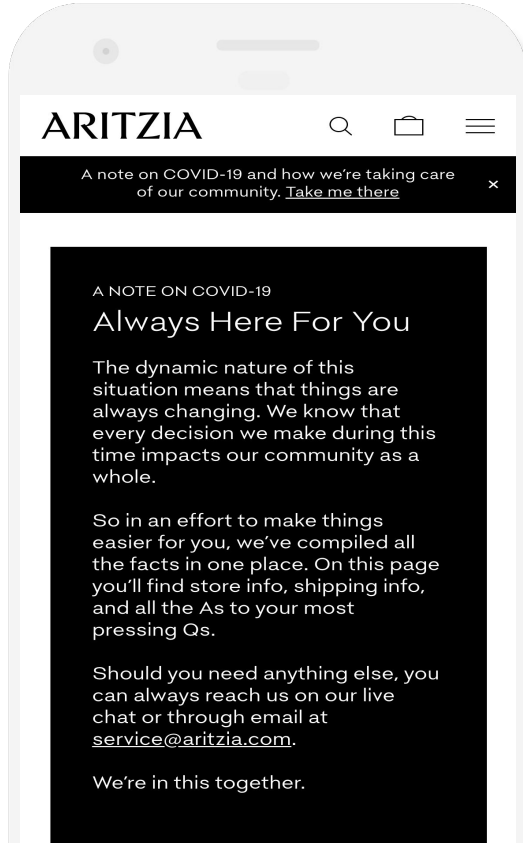 ARITZIA
A note on COVID-19 and how we're taking care
of our community. Take me there
×
A NOTE ON COVID-19
Always Here For You
The dynamic nature of this
situation means that things are
always changing. We know that
every decision we make during this
time impacts our community as a
whole.
So in an effort to make things
easier for you, we've compiled all
the facts in one place. On this page
you'll find store info, shipping info,
and all the As to your most
pressing Qs.
Should you need anything else, you
can always reach us on our live
chat or through email at
service@aritzia.com.
We're in this together.